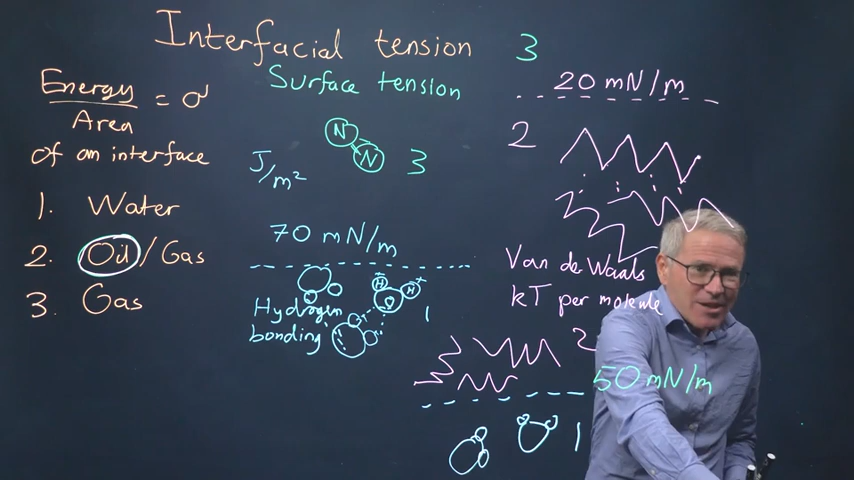 Interfacial tension
Surface tension
3
Energy
Area
= σ
of an interface
1. Water
2. Oil / Gas
3. Gas
N
N
3
J/m²
70 mN/m
Hydrogen
bonding
H
H
O
1
20 mN/m
2
Van de Waals
kT per molecule
2
50 mN/m
1